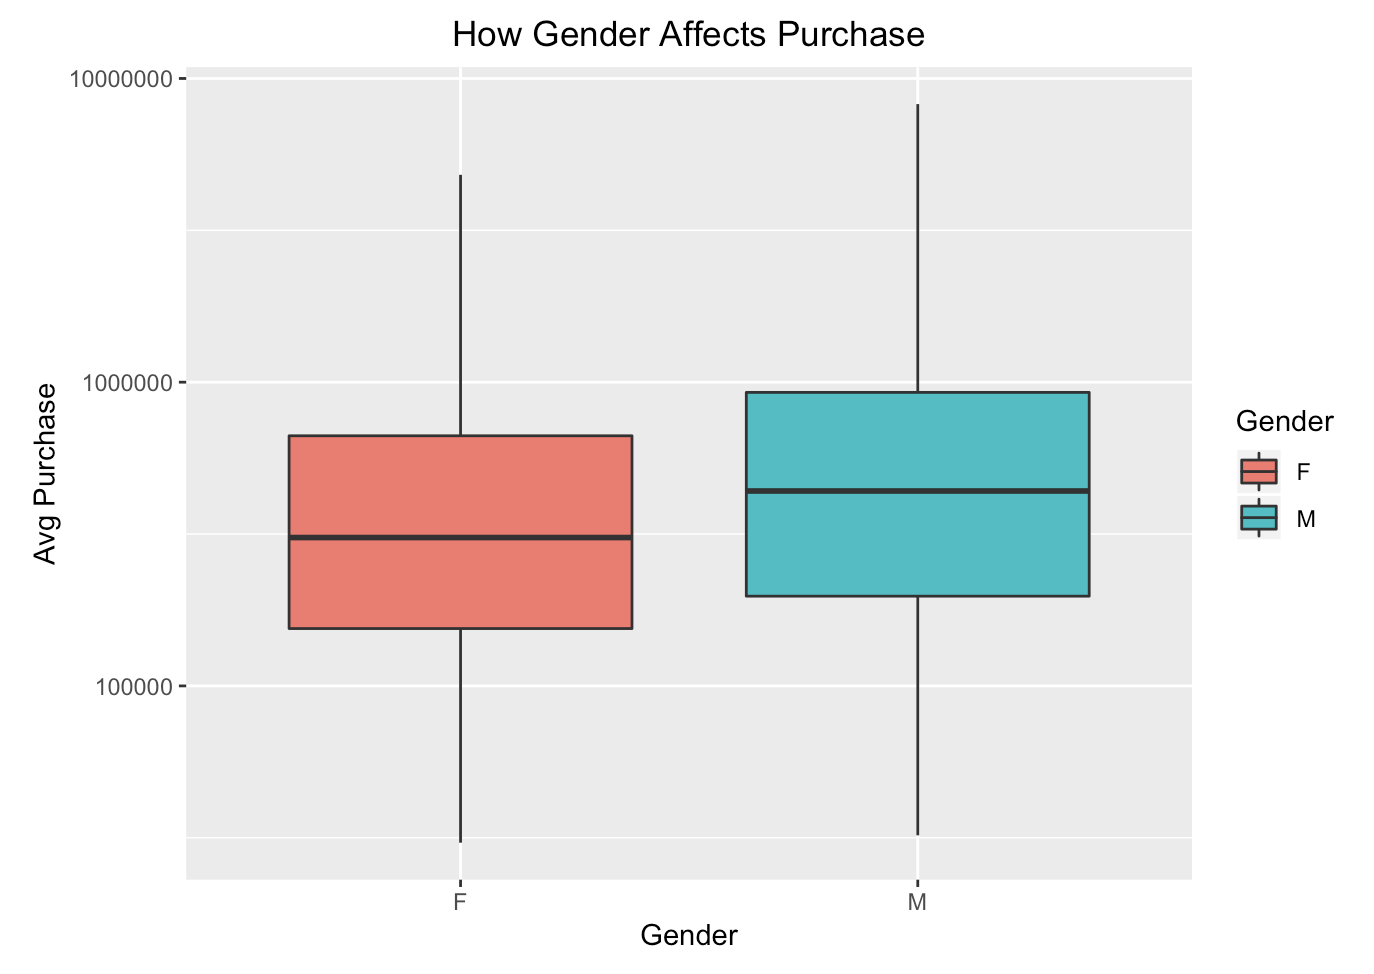 How Gender Affects Purchase
10000000
1000000
100000
Avg Purchase
F
M
Gender
Gender
F
M